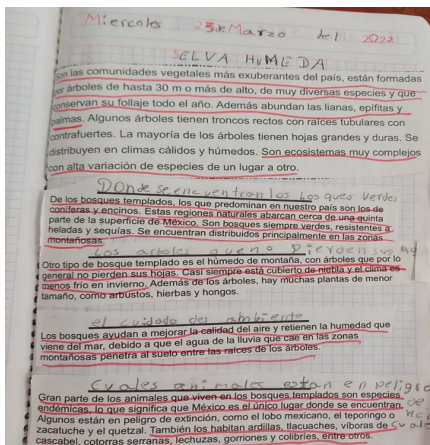 Miercoles 23 de Marzo del 2022
SELVA HUMEDA
Son las comunidades vegetales más exuberantes del país, están formadas
por árboles de hasta 30 m o más de alto, de muy diversas especies y que
conservan su follaje todo el año. Además abundan las lianas, epífitas y
palmas. Algunos árboles tienen troncos rectos con raíces tubulares con
contrafuertes. La mayoría de los árboles tienen hojas grandes y duras. Se
distribuyen en climas cálidos y húmedos. Son ecosistemas muy complejos
con alta variación de especies de un lugar a otro.
Donde se encuentran los bosques verdes
De los bosques templados, los que predominan en nuestro país son los de
coníferas y encinos. Estas regiones naturales abarcan cerca de una quinta
parte de la superficie de México. Son bosques siempre verdes, resistentes a
heladas y sequías. Se encuentran distribuidos principalmente en las zonas
montañosas.
Los arboles que no pierden sus
Otro tipo de bosque templado es el húmedo de montaña, con árboles que por lo
general no pierden sus hojas. Casi siempre está cubierto de niebla y el clima es
menos frío en invierno. Además de los árboles, hay muchas plantas de menor
tamaño, como arbustos, hierbas y hongos.
el cuidado del ambiente
Los bosques ayudan a mejorar la calidad del aire y retienen la humedad que
viene del mar, debido a que el agua de la lluvia que cae en las zonas
montañosas penetra al suelo entre las raíces de los árboles.
Cuales animales estan en peligro
Gran parte de los animales que viven en los bosques templados son especies
endémicas, lo que significa que México es el único lugar donde se encuentran. de
Algunos están en peligro de extinción, como el lobo mexicano, el teporingo o
zacatuche y el quetzal. También los habitan ardillas, tlacuaches, víboras de
cascabel, cotorras serranas, lechuzas, gorriones y colibríes, entre otros.